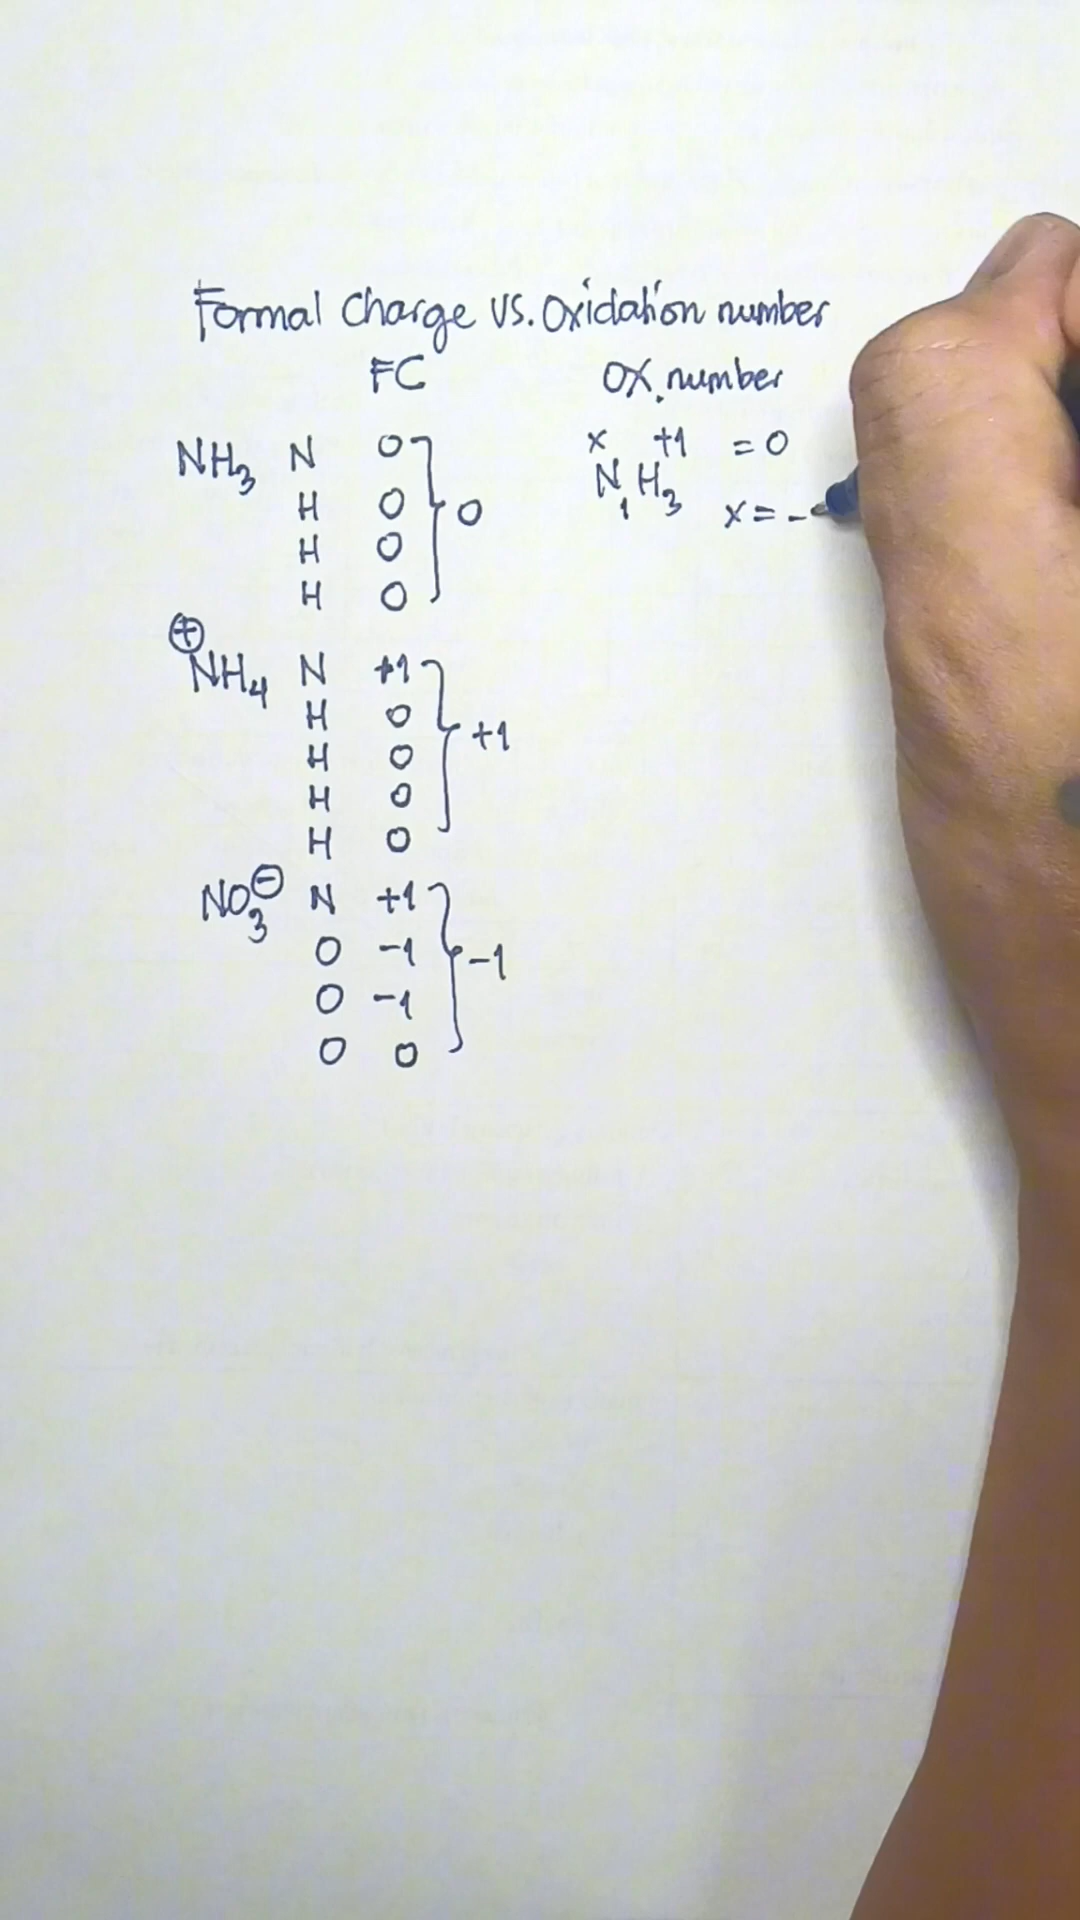 Formal Charge vs. Oxidation number
FC OX. number
NH3 N 0 0 x +1 = 0
H 0 N1H3
H 0 x = -
H 0
⊕NH4 N +1 +1
H 0
H 0
H 0
H 0
NO3⊖ N +1 -1
O -1
O -1
O 0